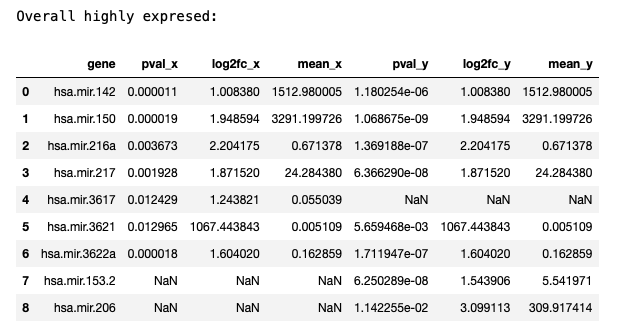 Overall highly expresed:
gene pval_x log2fc_x mean_x pval_y log2fc_y mean_y
0 hsa.mir.142 0.000011 1.008380 1512.980005 1.180254e-06 1.008380 1512.980005
1 hsa.mir.150 0.000019 1.948594 3291.199726 1.068675e-09 1.948594 3291.199726
2 hsa.mir.216a 0.003673 2.204175 0.671378 1.369188e-07 2.204175 0.671378
3 hsa.mir.217 0.001928 1.871520 24.284380 6.366290e-08 1.871520 24.284380
4 hsa.mir.3617 0.012429 1.243821 0.055039 NaN NaN NaN
5 hsa.mir.3621 0.012965 1067.443843 0.005109 5.659468e-03 1067.443843 0.005109
6 hsa.mir.3622a 0.000018 1.604020 0.162859 1.711947e-07 1.604020 0.162859
7 hsa.mir.153.2 NaN NaN NaN 6.250289e-08 1.543906 5.541971
8 hsa.mir.206 NaN NaN NaN 1.142255e-02 3.099113 309.917414